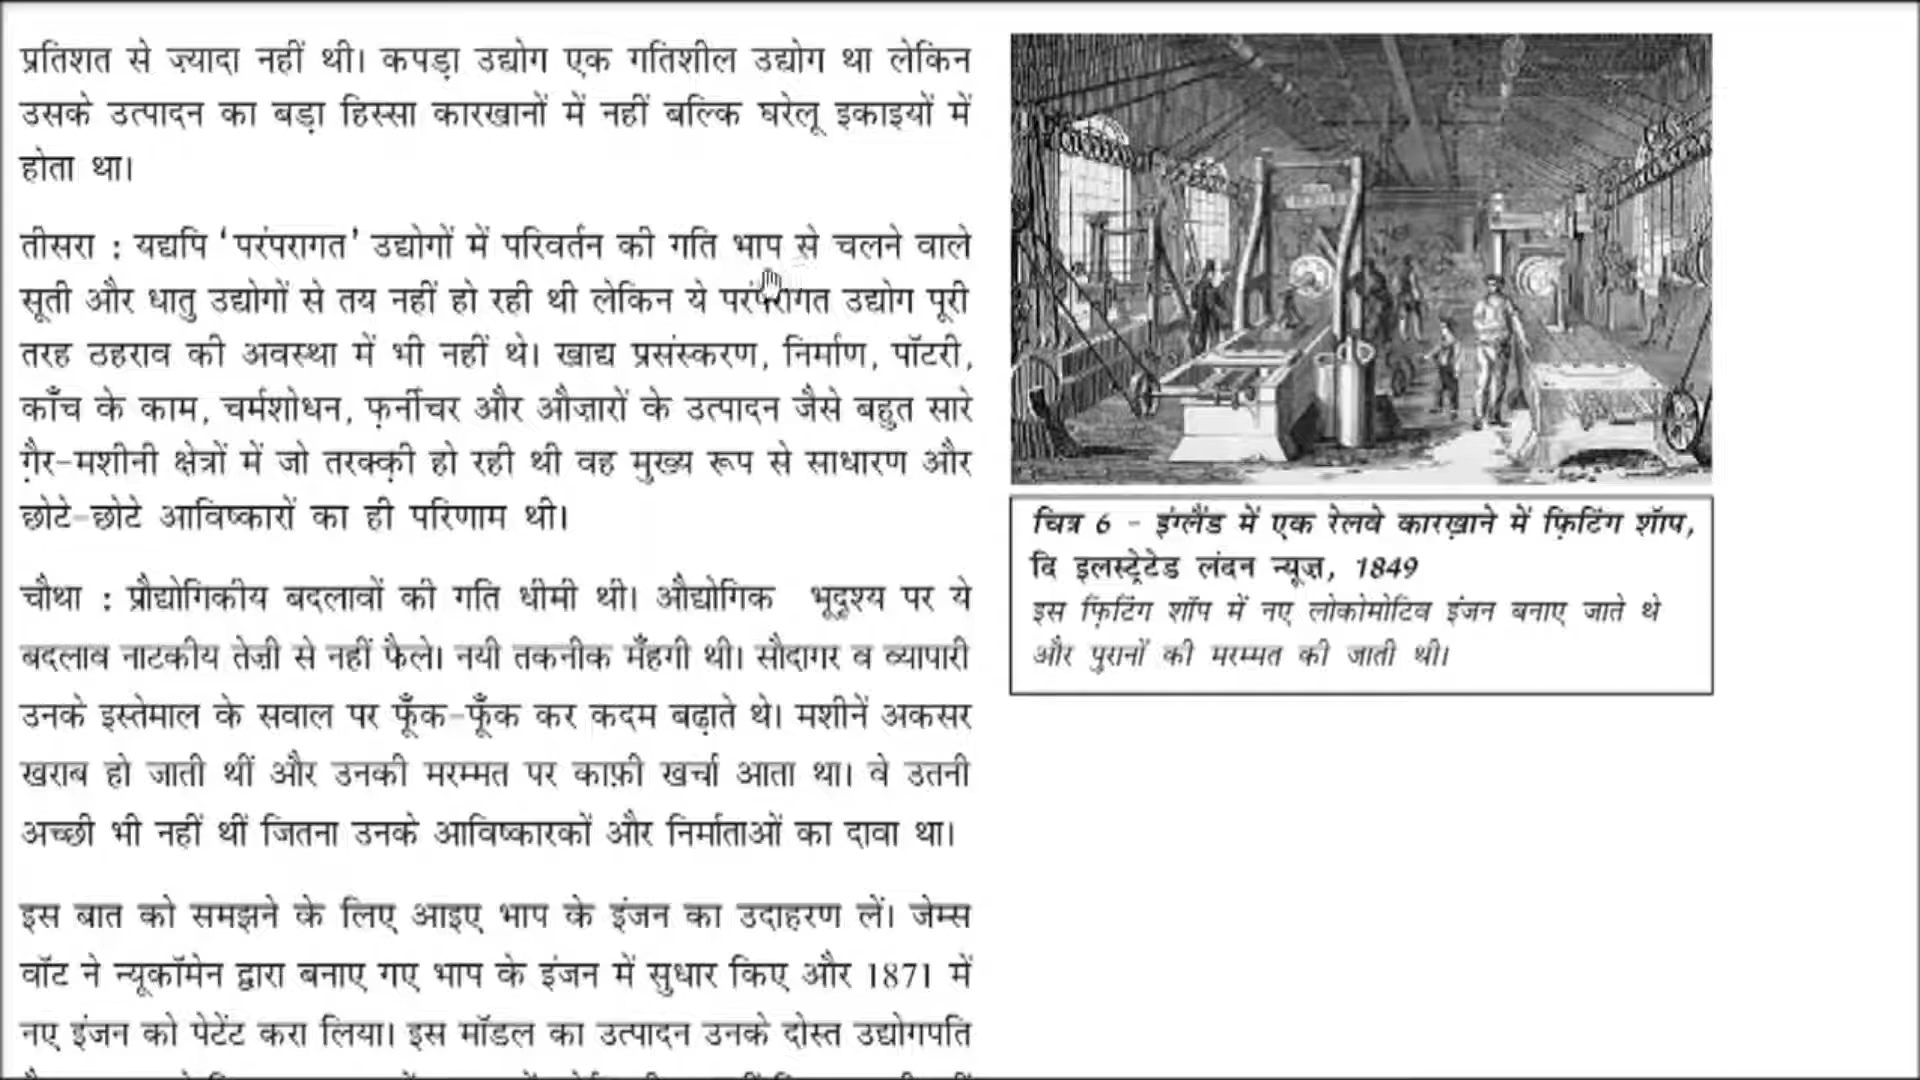 प्रतिशत से ज़्यादा नहीं थी। कपड़ा उद्योग एक गतिशील उद्योग था लेकिन
उसके उत्पादन का बड़ा हिस्सा कारखानों में नहीं बल्कि घरेलू इकाइयों में
होता था।
तीसरा : यद्यपि ‘परंपरागत’ उद्योगों में परिवर्तन की गति भाप से चलने वाले
सूती और धातु उद्योगों से तय नहीं हो रही थी लेकिन ये परंपरागत उद्योग पूरी
तरह ठहराव की अवस्था में भी नहीं थे। खाद्य प्रसंस्करण, निर्माण, पॉटरी,
काँच के काम, चर्मशोधन, फ़र्नीचर और औज़ारों के उत्पादन जैसे बहुत सारे
ग़ैर-मशीनी क्षेत्रों में जो तरक्क़ी हो रही थी वह मुख्य रूप से साधारण और
छोटे-छोटे आविष्कारों का ही परिणाम थी।
चौथा : प्रौद्योगिकीय बदलावों की गति धीमी थी। औद्योगिक भूदृश्य पर ये
बदलाव नाटकीय तेज़ी से नहीं फैले। नयी तकनीक मँहगी थी। सौदागर व व्यापारी
उनके इस्तेमाल के सवाल पर फूँक-फूँक कर कदम बढ़ाते थे। मशीनें अकसर
खराब हो जाती थीं और उनकी मरम्मत पर काफ़ी खर्चा आता था। वे उतनी
अच्छी भी नहीं थीं जितना उनके आविष्कारकों और निर्माताओं का दावा था।
इस बात को समझने के लिए आइए भाप के इंजन का उदाहरण लें। जेम्स
वॉट ने न्यूकॉमेन द्वारा बनाए गए भाप के इंजन में सुधार किए और 1871 में
नए इंजन को पेटेंट करा लिया। इस मॉडल का उत्पादन उनके दोस्त उद्योगपति
चित्र 6 - इंग्लैंड में एक रेलवे कारख़ाने में फ़िटिंग शॉप,
दि इलस्ट्रेटेड लंदन न्यूज़, 1849
इस फ़िटिंग शॉप में नए लोकोमोटिव इंजन बनाए जाते थे
और पुरानों की मरम्मत की जाती थी।